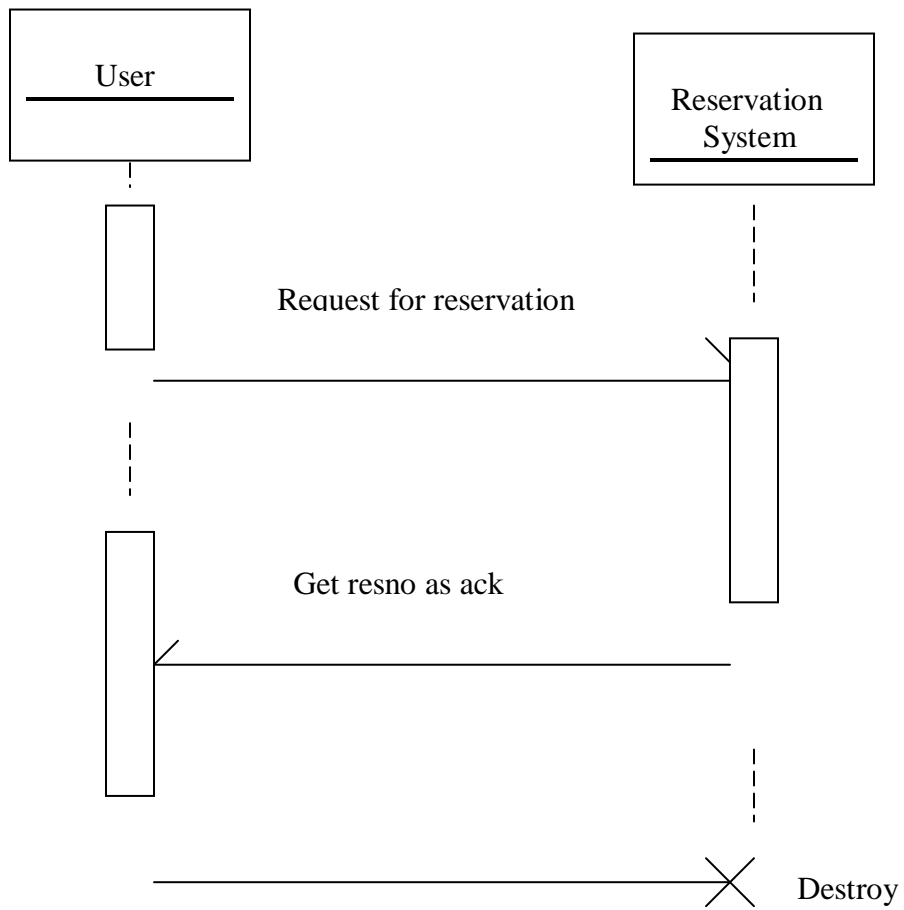 User
Reservation
System
Request for reservation
Get resno as ack
Destroy